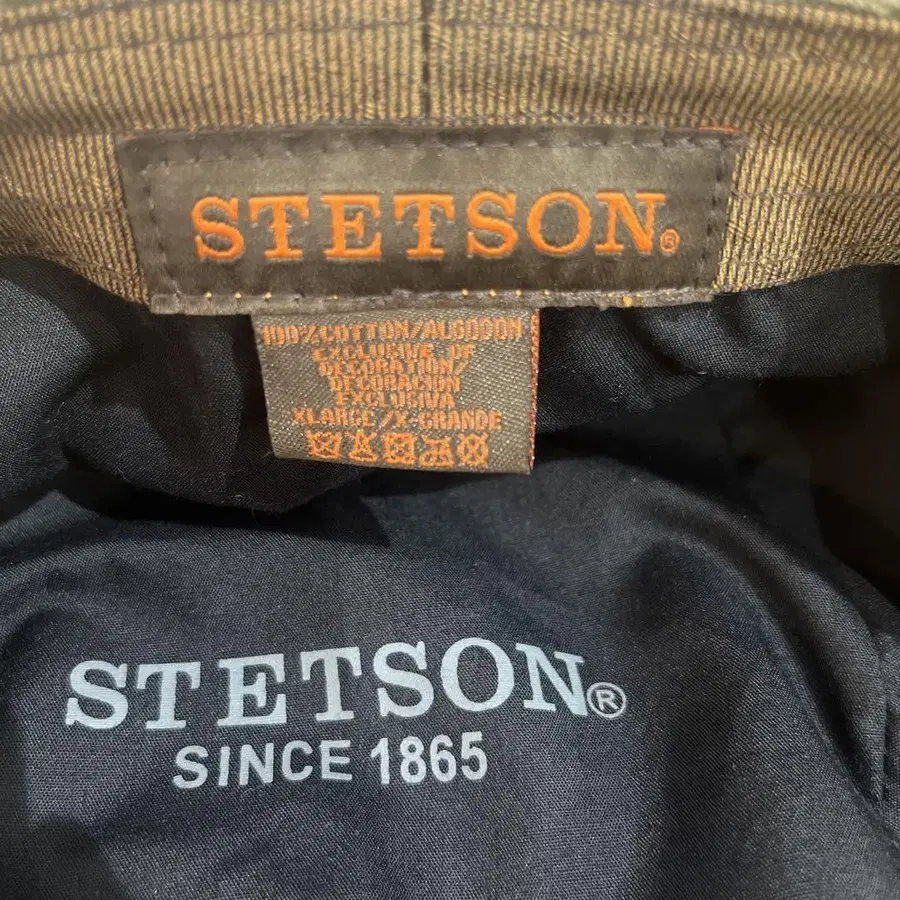 STETSON®
100% COTTON/ALGODON
EXCLUSIVE OF
DECORATION/
DECORACION
EXCLUSIVA
XLARGE/X-GRANDE
STETSON®
SINCE 1865